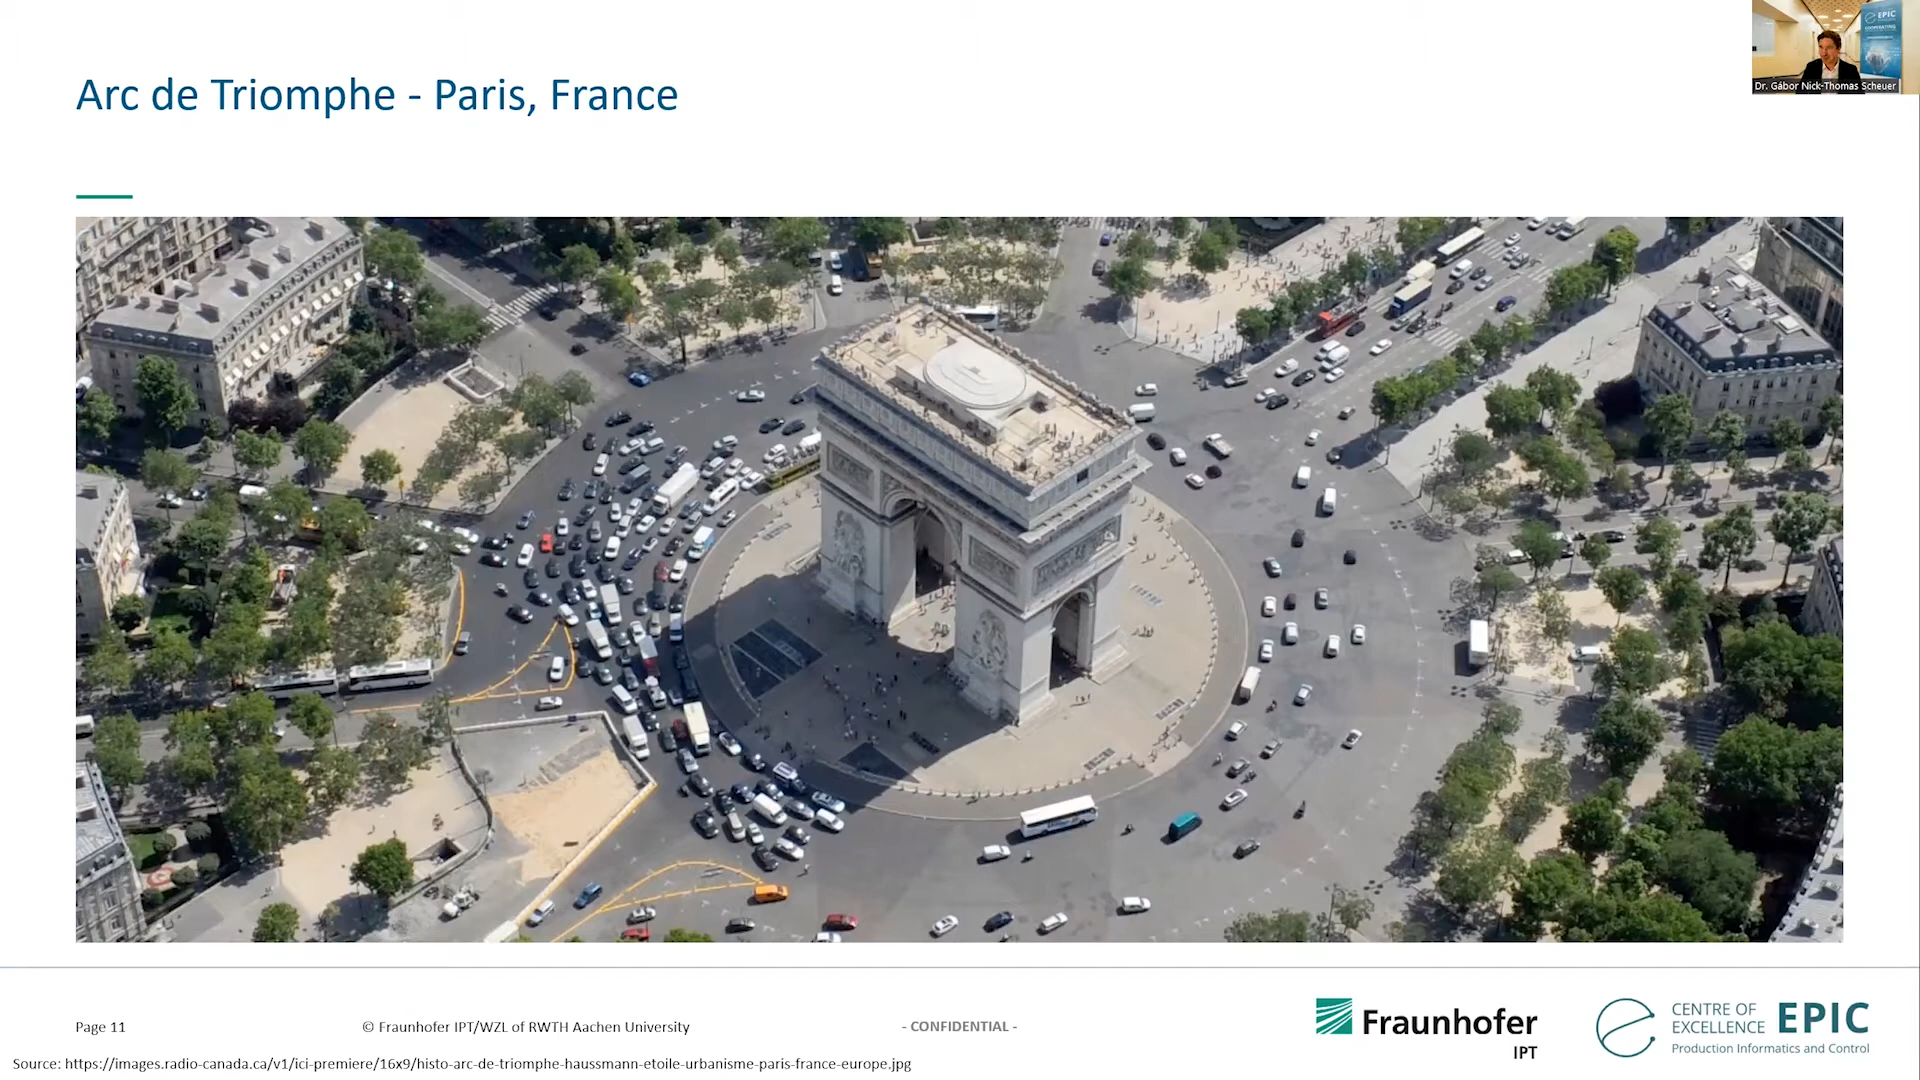 EPIC
Dr. Gábor Nick-Thomas Scheuer
Arc de Triomphe - Paris, France
Page 11
© Fraunhofer IPT/WZL of RWTH Aachen University
- CONFIDENTIAL -
Fraunhofer
IPT
CENTRE OF
EXCELLENCE EPIC
Production Informatics and Control
Source: https://images.radio-canada.ca/v1/ici-premiere/16x9/histo-arc-de-triomphe-haussmann-etoile-urbanisme-paris-france-europe.jpg